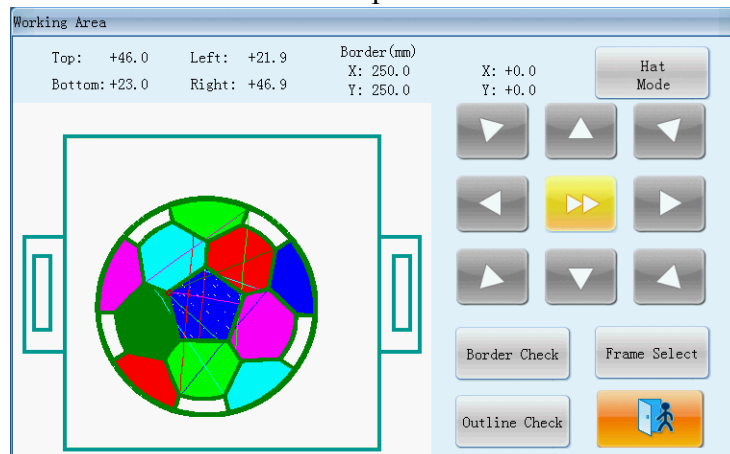 Working Area
Top: +46.0 Left: +21.9 Border(mm)
X: 250.0 X: +0.0
Bottom:+23.0 Right: +46.9 Y: 250.0 Y: +0.0
Hat
Mode
Border Check Frame Select
Outline Check